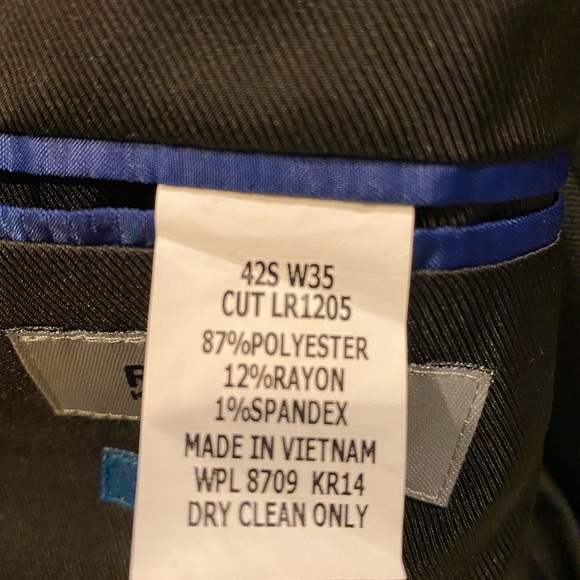 42S W35
CUT LR1205
87%POLYESTER
12%RAYON
1%SPANDEX
MADE IN VIETNAM
WPL 8709 KR14
DRY CLEAN ONLY